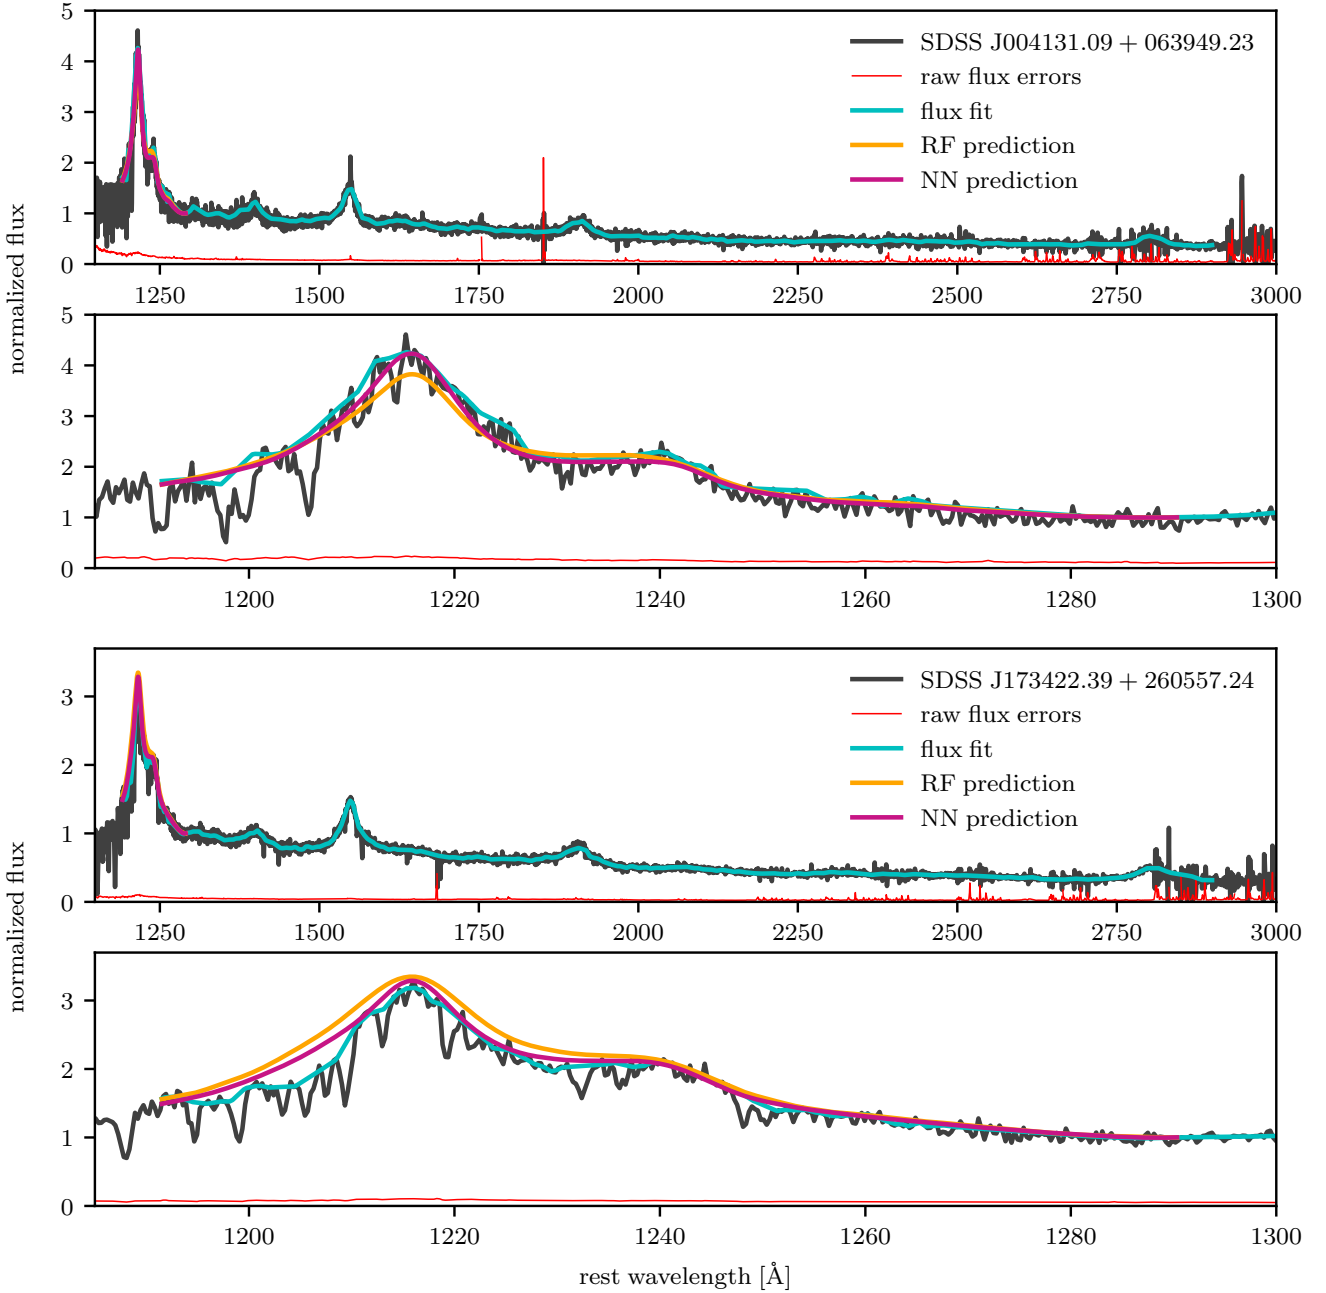 normalized flux
5
4
3
2
1
0
SDSS J004131.09 + 063949.23
raw flux errors
flux fit
RF prediction
NN prediction
1250 1500 1750 2000 2250 2500 2750 3000
5
4
3
2
1
0
1200 1220 1240 1260 1280 1300
normalized flux
3
2
1
0
SDSS J173422.39 + 260557.24
raw flux errors
flux fit
RF prediction
NN prediction
1250 1500 1750 2000 2250 2500 2750 3000
3
2
1
0
1200 1220 1240 1260 1280 1300
rest wavelength [Å]